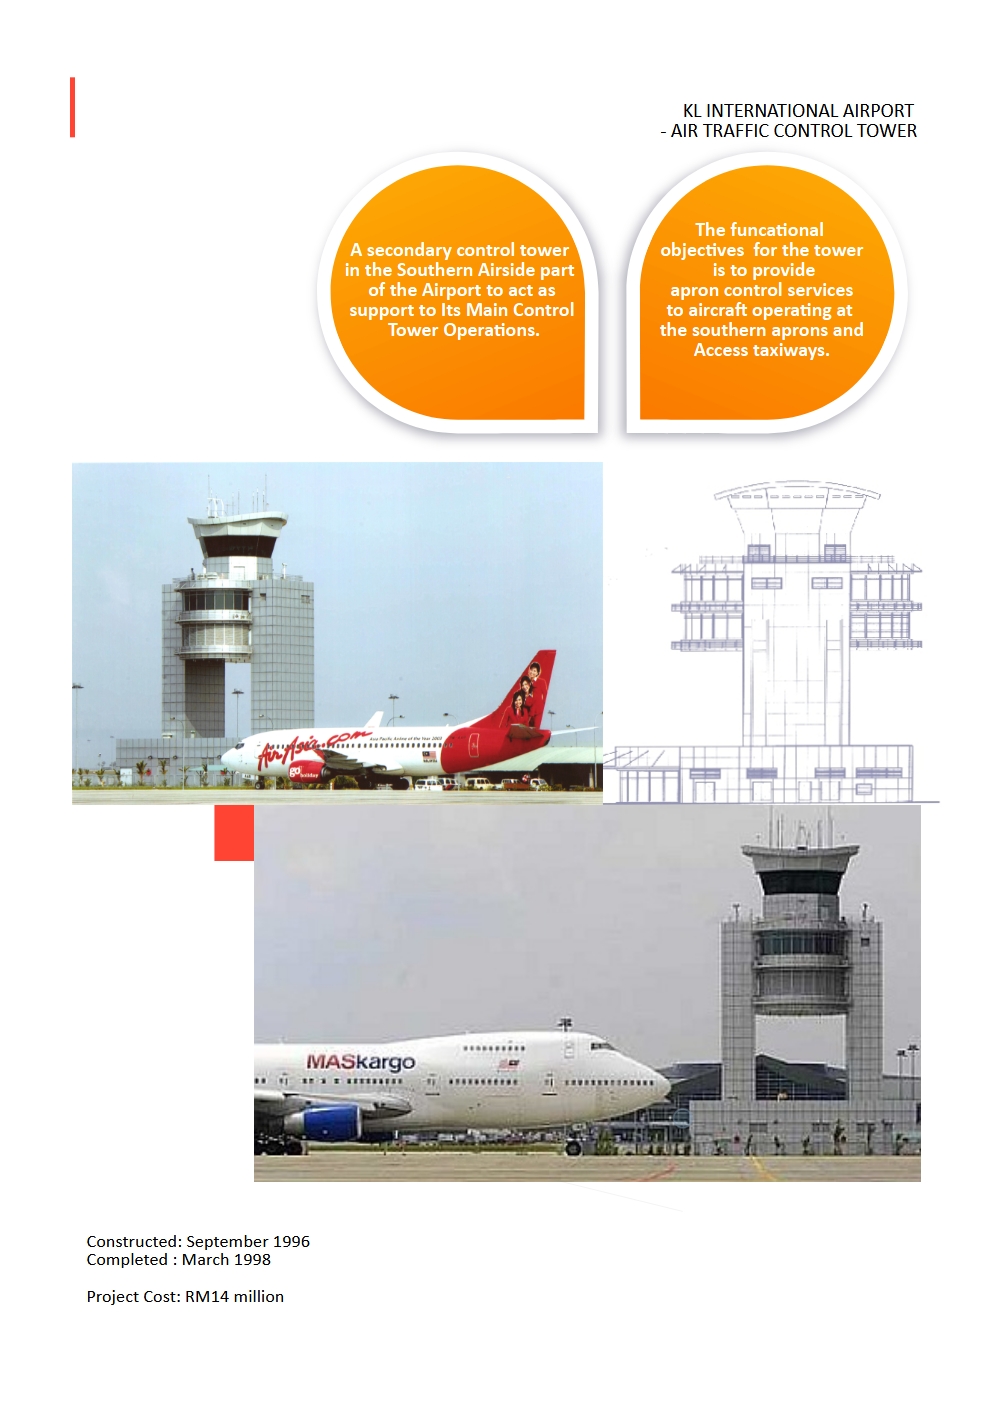 KL INTERNATIONAL AIRPORT
- AIR TRAFFIC CONTROL TOWER
A secondary control tower
in the Southern Airside part
of the Airport to act as
support to Its Main Control
Tower Operations.
The funcational
objectives  for the tower
is to provide
apron control services
to aircraft operating at
the southern aprons and
Access taxiways.
AirAsia.com
Asia Pacific Airline of the Year 2003
go
holiday
MASkargo
Constructed: September 1996
Completed : March 1998
Project Cost: RM14 million